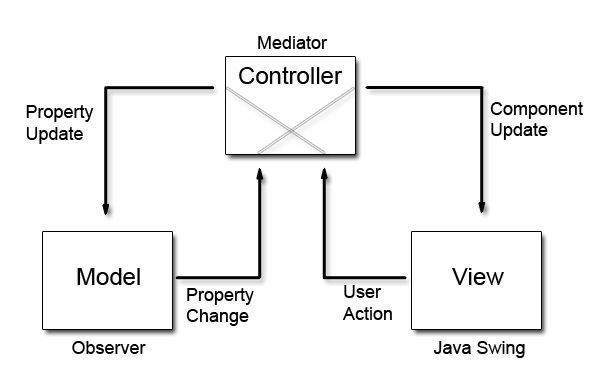 Mediator
Controller
Property
Update
Component
Update
Model
View
Property
Change
User
Action
Observer
Java Swing